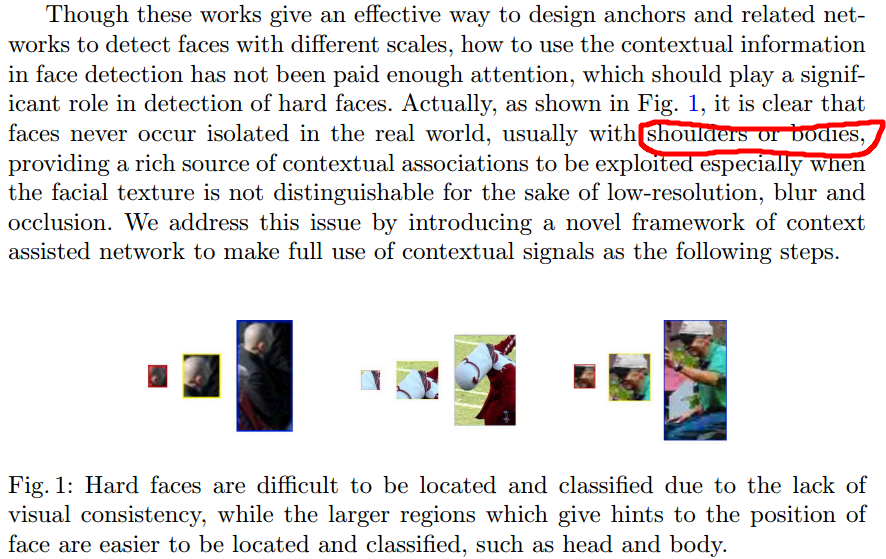 Though these works give an effective way to design anchors and related net-
works to detect faces with different scales, how to use the contextual information
in face detection has not been paid enough attention, which should play a signif-
icant role in detection of hard faces. Actually, as shown in Fig. 1, it is clear that
faces never occur isolated in the real world, usually with shoulders or bodies,
providing a rich source of contextual associations to be exploited especially when
the facial texture is not distinguishable for the sake of low-resolution, blur and
occlusion. We address this issue by introducing a novel framework of context
assisted network to make full use of contextual signals as the following steps.
Fig. 1: Hard faces are difficult to be located and classified due to the lack of
visual consistency, while the larger regions which give hints to the position of
face are easier to be located and classified, such as head and body.